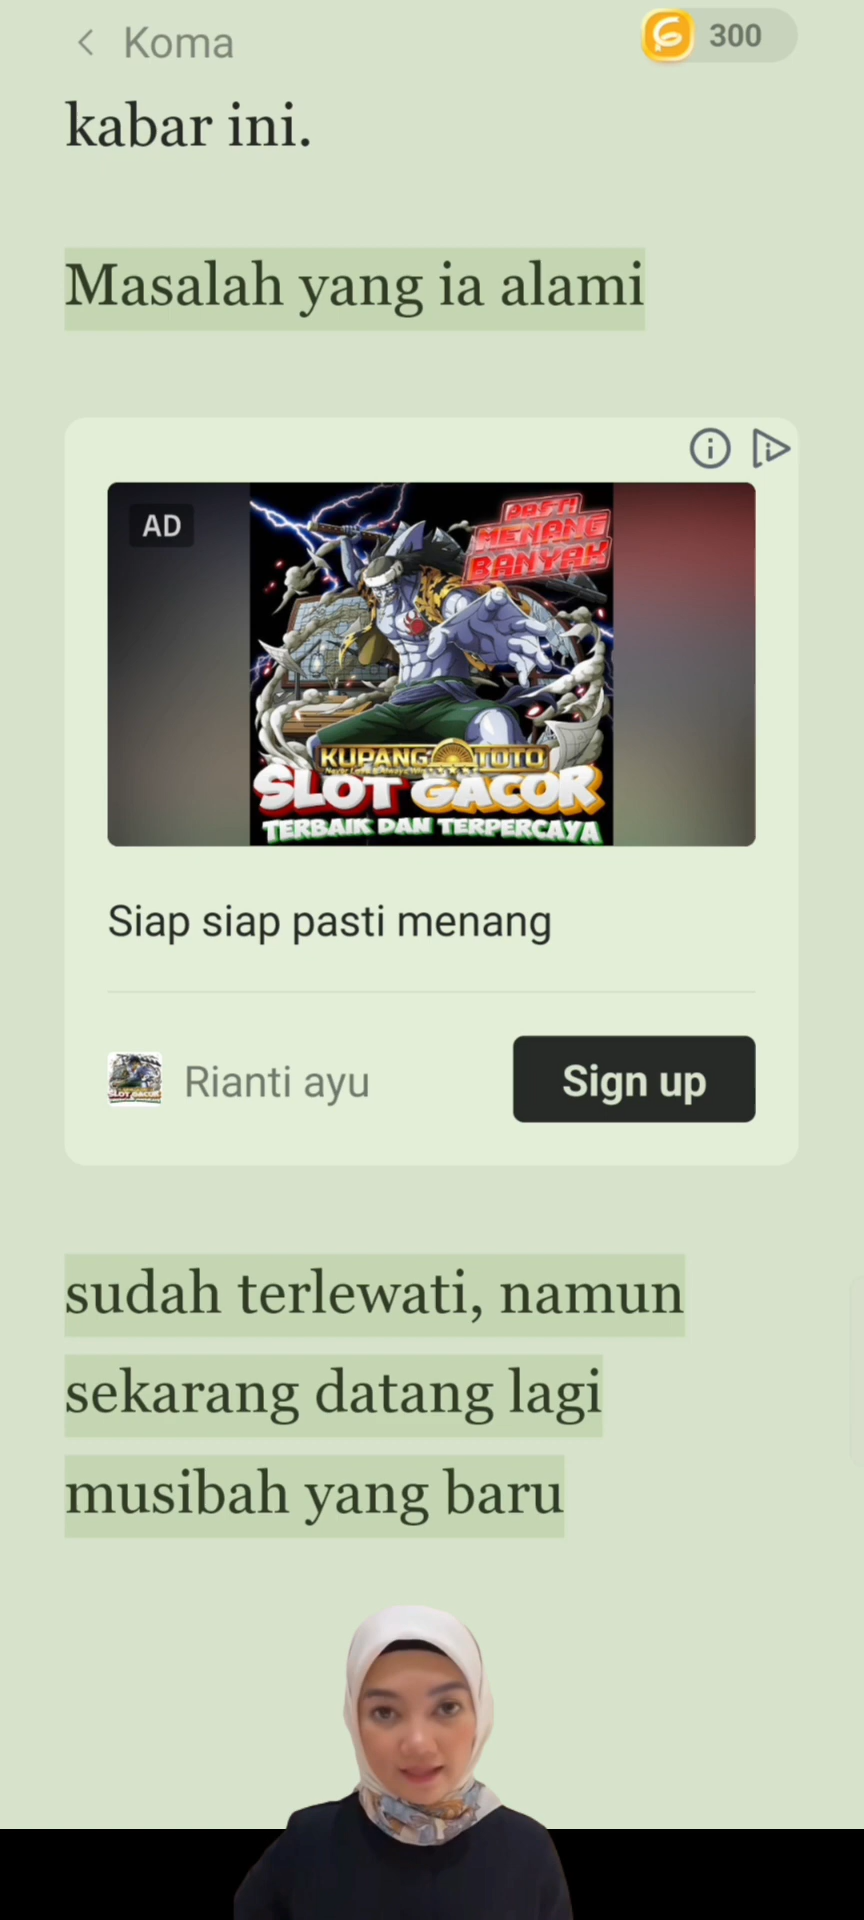 Koma
300
kabar ini.
Masalah yang ia alami
AD
PASTI
MENANG
BANYAK
KUPANG TOTO
SLOT GACOR
TERBAIK DAN TERPERCAYA
Siap siap pasti menang
Rianti ayu
Sign up
sudah terlewati, namun
sekarang datang lagi
musibah yang baru